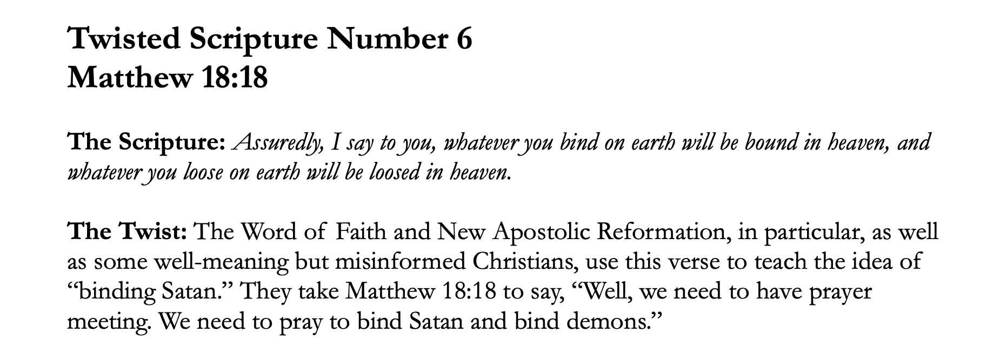 Twisted Scripture Number 6
Matthew 18:18
The Scripture: Assuredly, I say to you, whatever you bind on earth will be bound in heaven, and
whatever you loose on earth will be loosed in heaven.
The Twist: The Word of Faith and New Apostolic Reformation, in particular, as well
as some well-meaning but misinformed Christians, use this verse to teach the idea of
“binding Satan.” They take Matthew 18:18 to say, “Well, we need to have prayer
meeting. We need to pray to bind Satan and bind demons.”